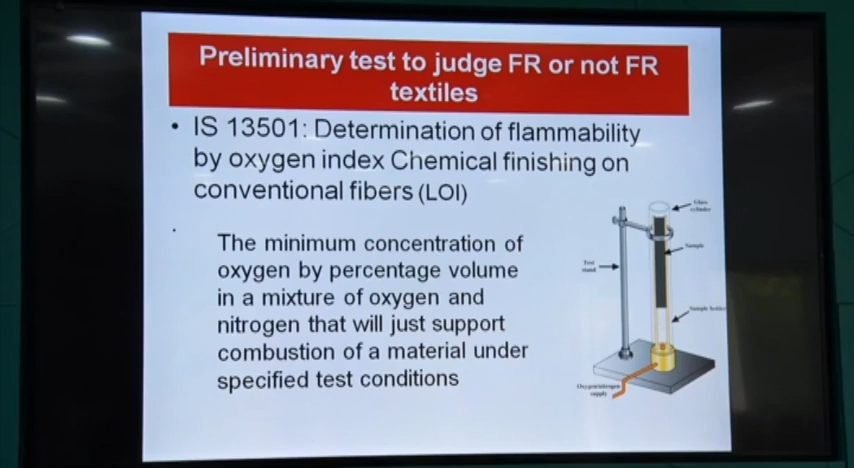 Preliminary test to judge FR or not FR
textiles
• IS 13501: Determination of flammability
by oxygen index Chemical finishing on
conventional fibers (LOI)
The minimum concentration of
oxygen by percentage volume
in a mixture of oxygen and
nitrogen that will just support
combustion of a material under
specified test conditions
Glass
cylinder
Sample
Test
stand
Sample holder
Oxygen/nitrogen
supply